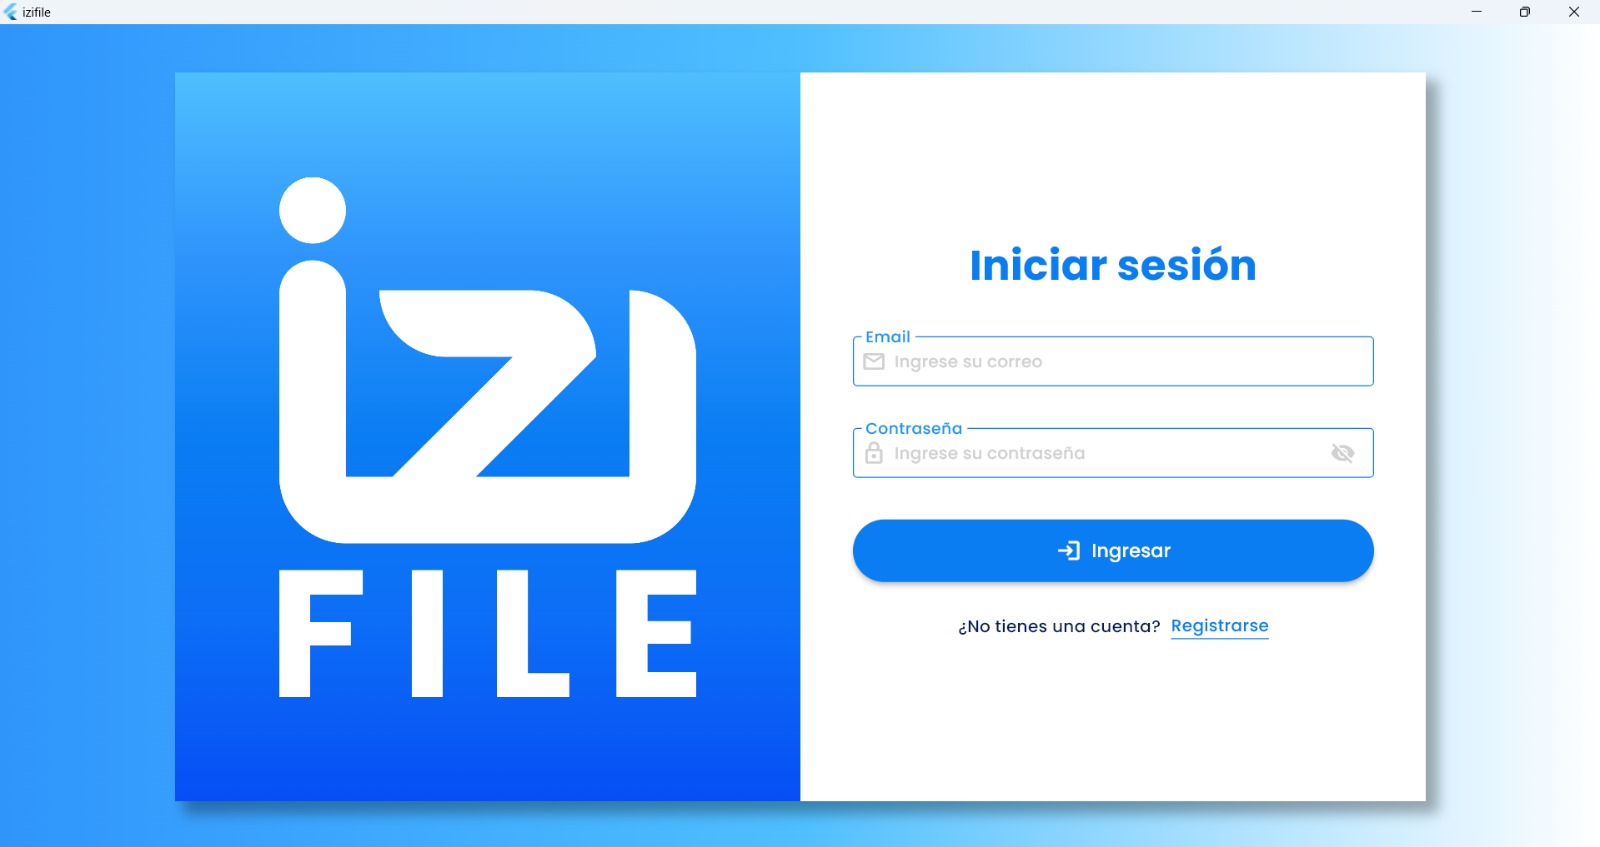 izifile
izi
FILE
Iniciar sesión
Email
Ingrese su correo
Contraseña
Ingrese su contraseña
Ingresar
¿No tienes una cuenta? Registrarse